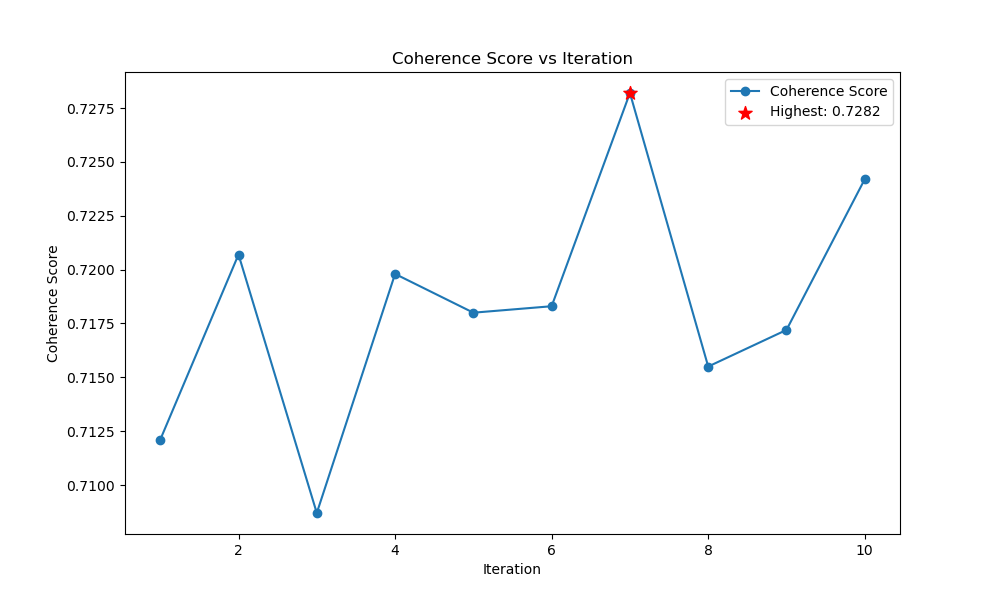 Coherence Score vs Iteration
Coherence Score
Highest: 0.7282
0.7275
0.7250
0.7225
0.7200
0.7175
0.7150
0.7125
0.7100
Coherence Score
2 4 6 8 10
Iteration